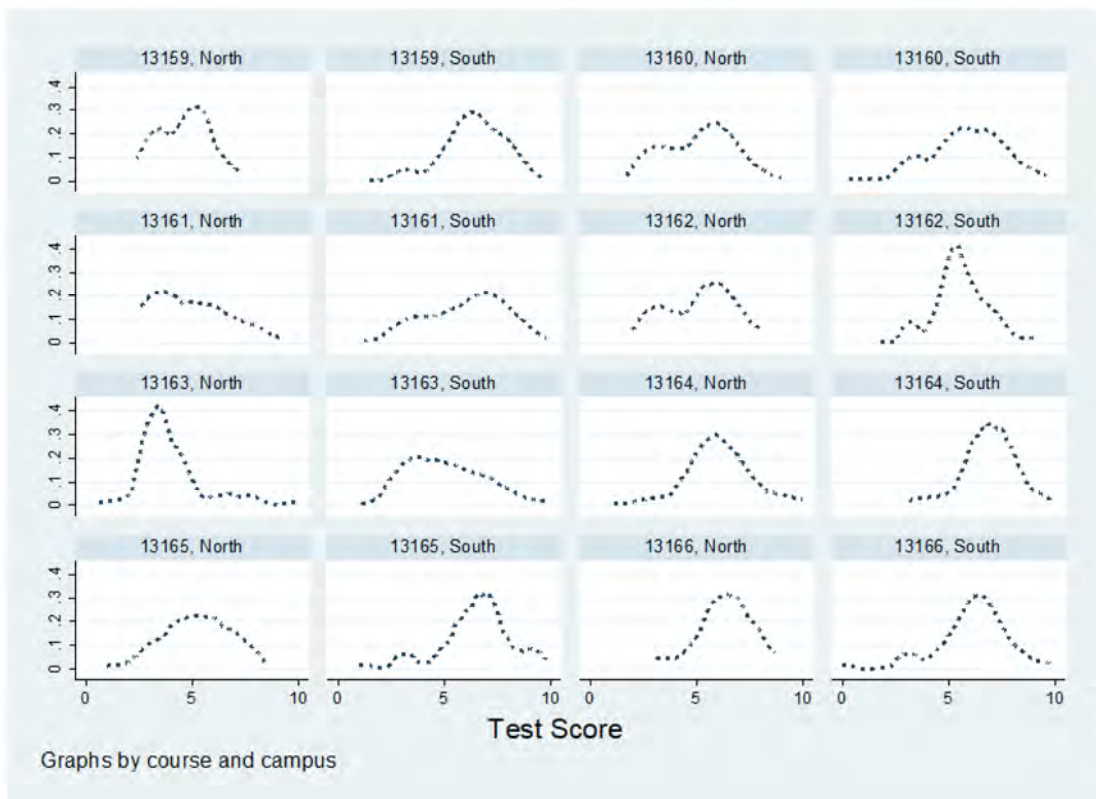 13159, North 13159, South 13160, North 13160, South
.4
.3
.2
.1
0
13161, North 13161, South 13162, North 13162, South
.4
.3
.2
.1
0
13163, North 13163, South 13164, North 13164, South
.4
.3
.2
.1
0
13165, North 13165, South 13166, North 13166, South
.4
.3
.2
.1
0
0 5 10 0 5 10 0 5 10 0 5 10
Test Score
Graphs by course and campus